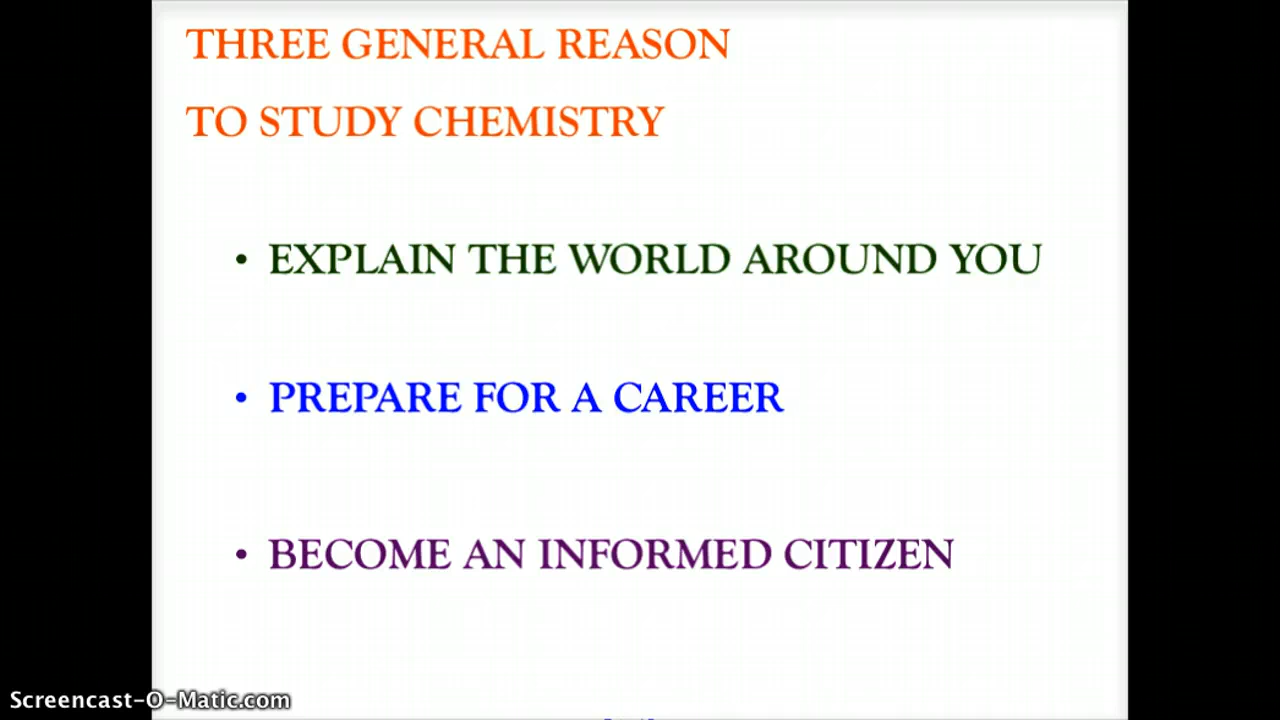 THREE GENERAL REASON
TO STUDY CHEMISTRY
• EXPLAIN THE WORLD AROUND YOU
• PREPARE FOR A CAREER
• BECOME AN INFORMED CITIZEN
Screencast-O-Matic.com